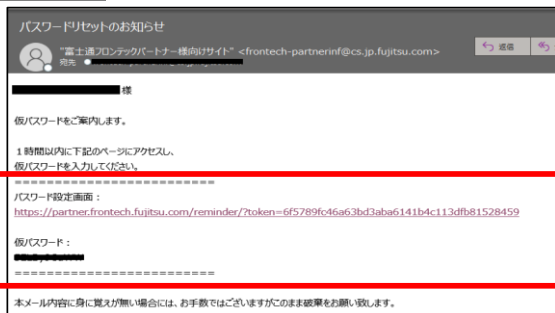 パスワードリセットのお知らせ
"富士通フロンテックパートナー様向けサイト" <frontech-partnerinf@cs.jp.fujitsu.com>
宛先
返信
様
仮パスワードをご案内します。
1時間以内に下記のページにアクセスし、
仮パスワードを入力してください。
=========================
パスワード設定画面：
https://partner.frontech.fujitsu.com/reminder/?token=6f5789fc46a63bd3aba6141b4c113dfb81528459
仮パスワード：
=========================
本メール内容に身に覚えが無い場合には、お手数ではございますがこのまま破棄をお願い致します。